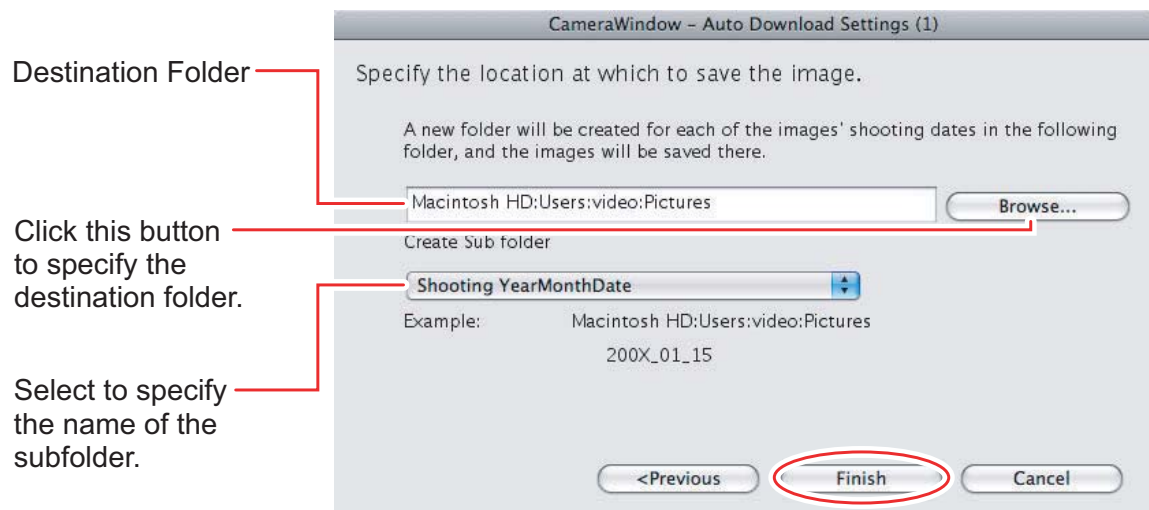 CameraWindow – Auto Download Settings (1)
Destination Folder
Specify the location at which to save the image.
A new folder will be created for each of the images' shooting dates in the following
folder, and the images will be saved there.
Macintosh HD:Users:video:Pictures
Browse...
Click this button
to specify the
destination folder.
Create Sub folder
Shooting YearMonthDate
Example: Macintosh HD:Users:video:Pictures
200X_01_15
Select to specify
the name of the
subfolder.
<Previous
Finish
Cancel